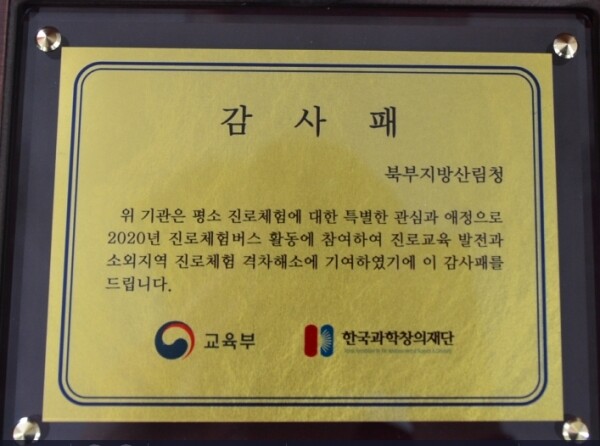 감 사 패
북부지방산림청
위 기관은 평소 진로체험에 대한 특별한 관심과 애정으로
2020년 진로체험버스 활동에 참여하여 진로교육 발전과
소외지역 진로체험 격차해소에 기여하였기에 이 감사패를
드립니다.
교육부 한국과학창의재단